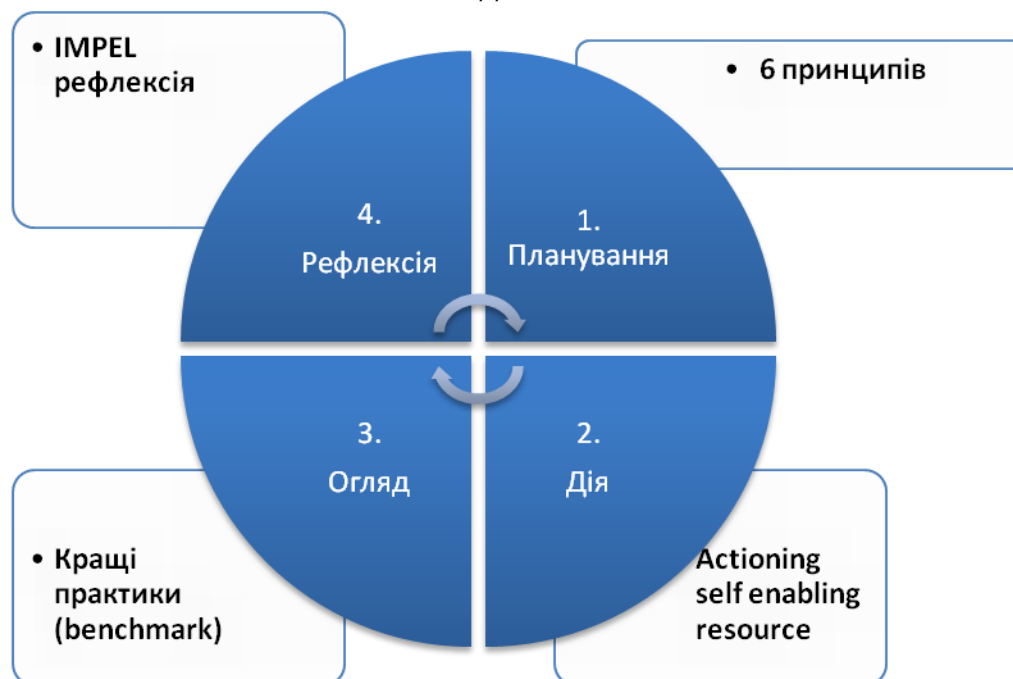 • IMPEL
рефлексія
• 6 принципів
4.
Рефлексія
1.
Планування
3.
Огляд
2.
Дія
• Кращі
практики
(benchmark)
Actioning
self enabling
resource